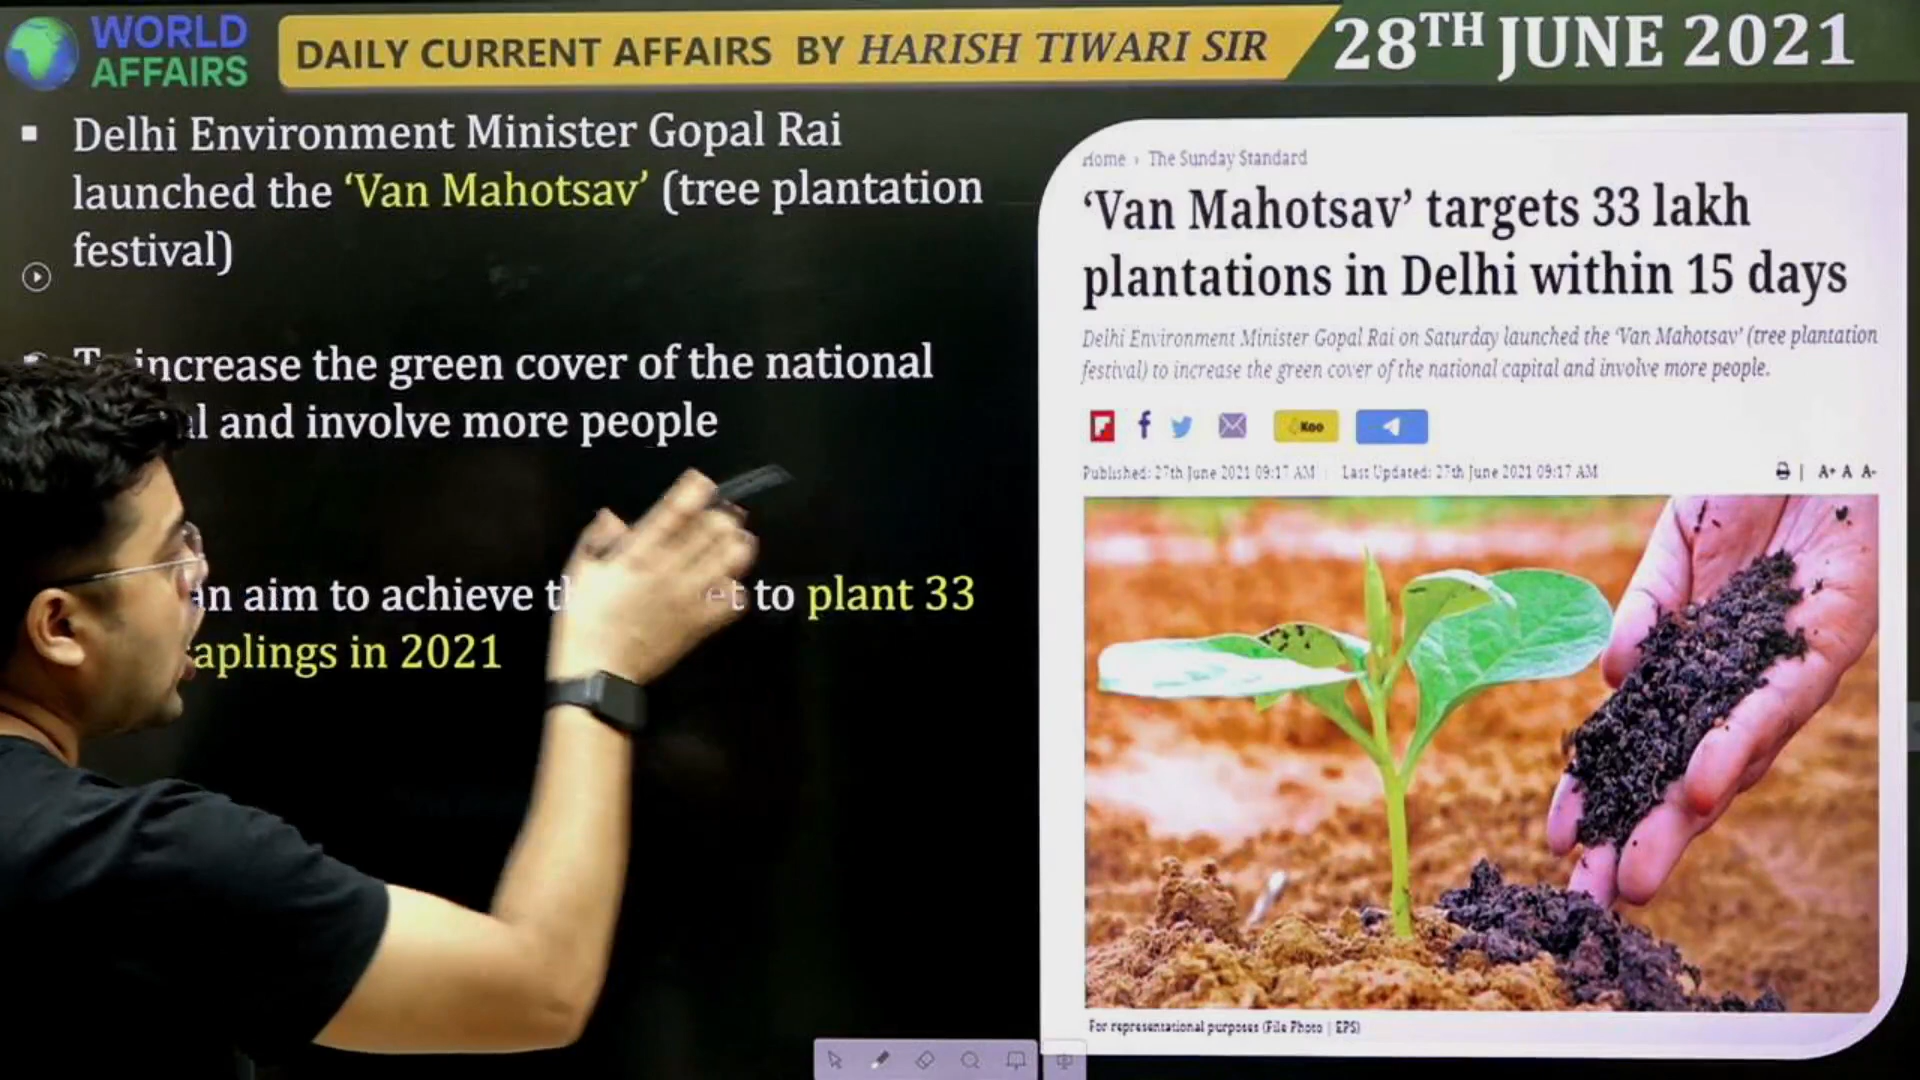 WORLD
AFFAIRS
DAILY CURRENT AFFAIRS BY HARISH TIWARI SIR
28TH JUNE 2021
Delhi Environment Minister Gopal Rai
launched the ‘Van Mahotsav’ (tree plantation
festival)
increase the green cover of the national
and involve more people
aim to achieve to plant 33
in 2021
Home › The Sunday Standard
‘Van Mahotsav’ targets 33 lakh
plantations in Delhi within 15 days
Delhi Environment Minister Gopal Rai on Saturday launched the ‘Van Mahotsav’ (tree plantation
festival) to increase the green cover of the national capital and involve more people.
Koo
Published: 27th June 2021 09:17 AM | Last Updated: 27th June 2021 09:17 AM | A+ A A-
For representational purposes (File Photo | EPS)